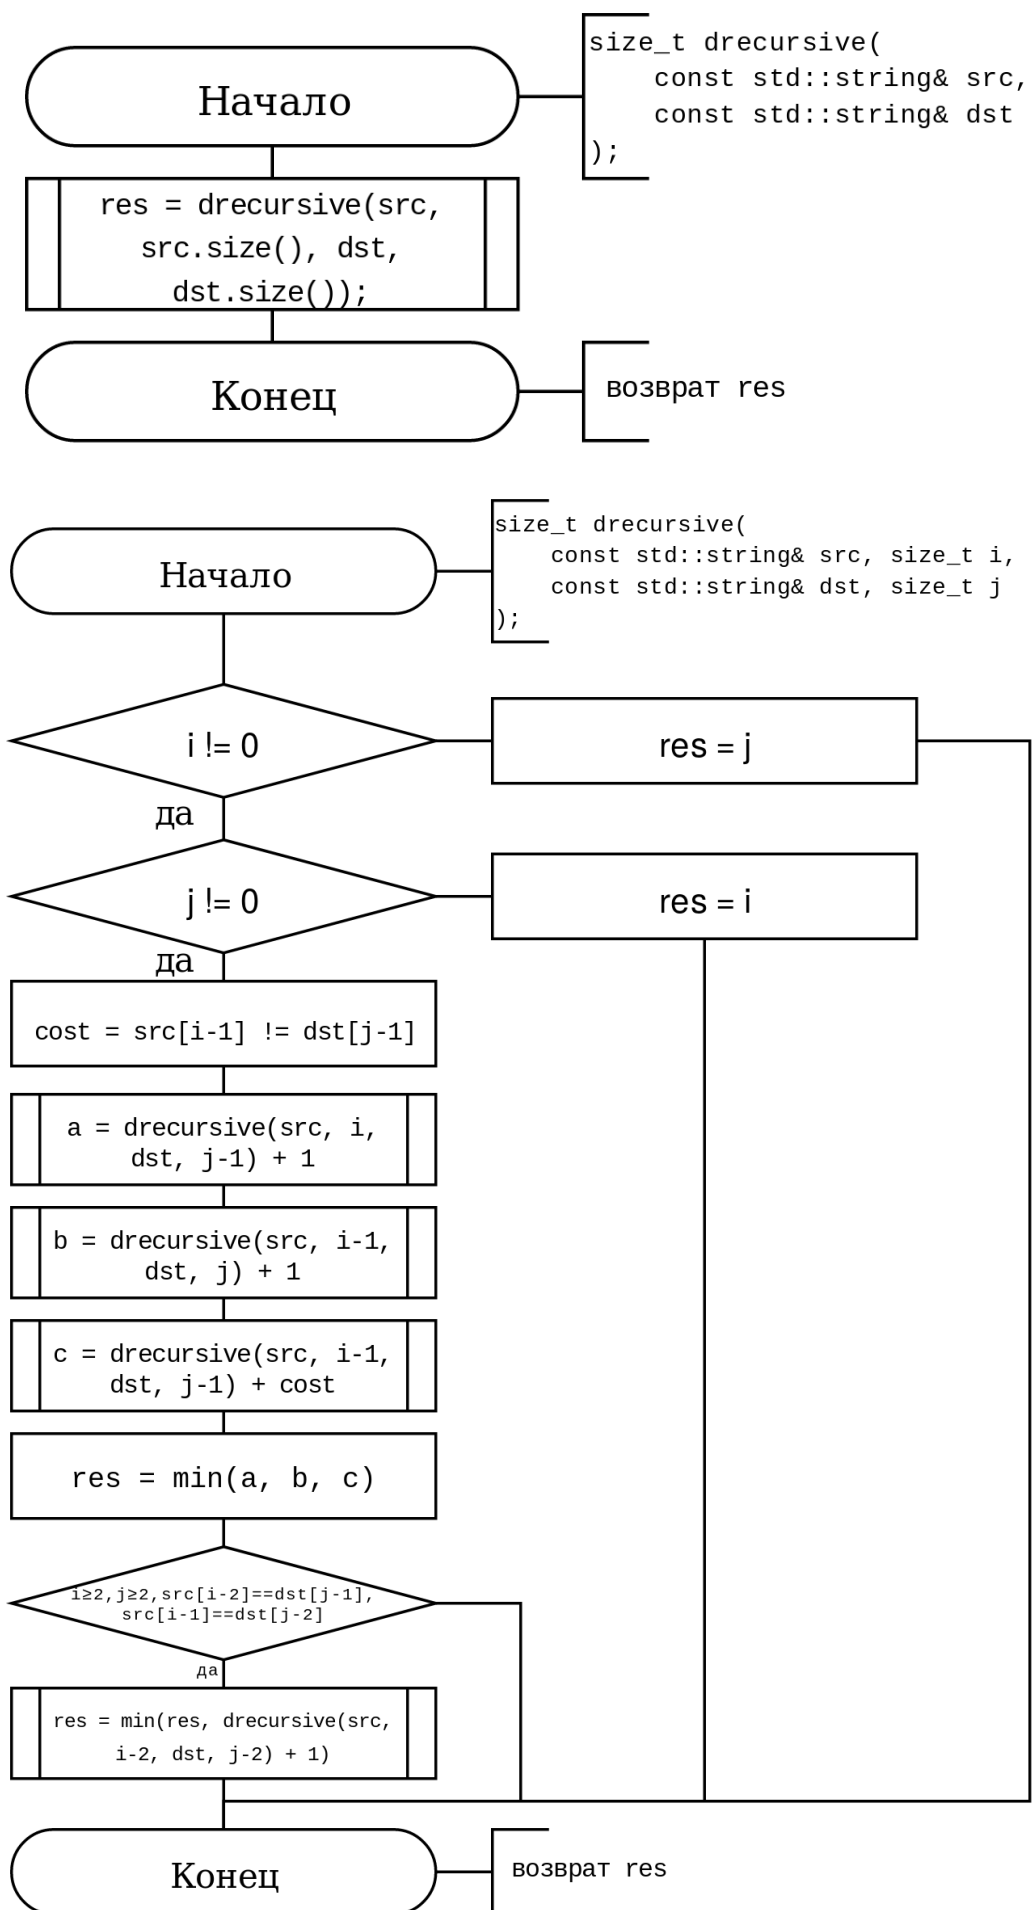 Начало
size_t drecursive(
const std::string& src,
const std::string& dst
);
res = drecursive(src,
src.size(), dst,
dst.size());
Конец
возврат res
Начало
size_t drecursive(
const std::string& src, size_t i,
const std::string& dst, size_t j
);
i != 0
res = j
да
j != 0
res = i
да
cost = src[i-1] != dst[j-1]
a = drecursive(src, i,
dst, j-1) + 1
b = drecursive(src, i-1,
dst, j) + 1
c = drecursive(src, i-1,
dst, j-1) + cost
res = min(a, b, c)
i≥2,j≥2,src[i-2]==dst[j-1],
src[i-1]==dst[j-2]
да
res = min(res, drecursive(src,
i-2, dst, j-2) + 1)
Конец
возврат res